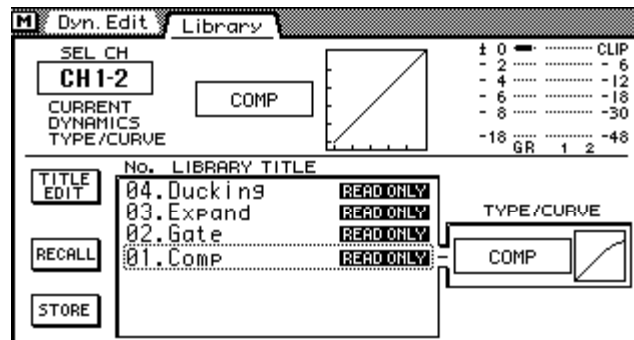 M Dyn. Edit Library
SEL CH
CH1-2
CURRENT
DYNAMICS
TYPE/CURVE
COMP
± 0 CLIP
- 2 - 6
- 4 -12
- 6 -18
- 8 -30
-18 -48
GR 1 2
No. LIBRARY TITLE
TITLE
EDIT
RECALL
STORE
04.Ducking READ ONLY
03.Expand READ ONLY
02.Gate READ ONLY
01.Comp READ ONLY
TYPE/CURVE
COMP